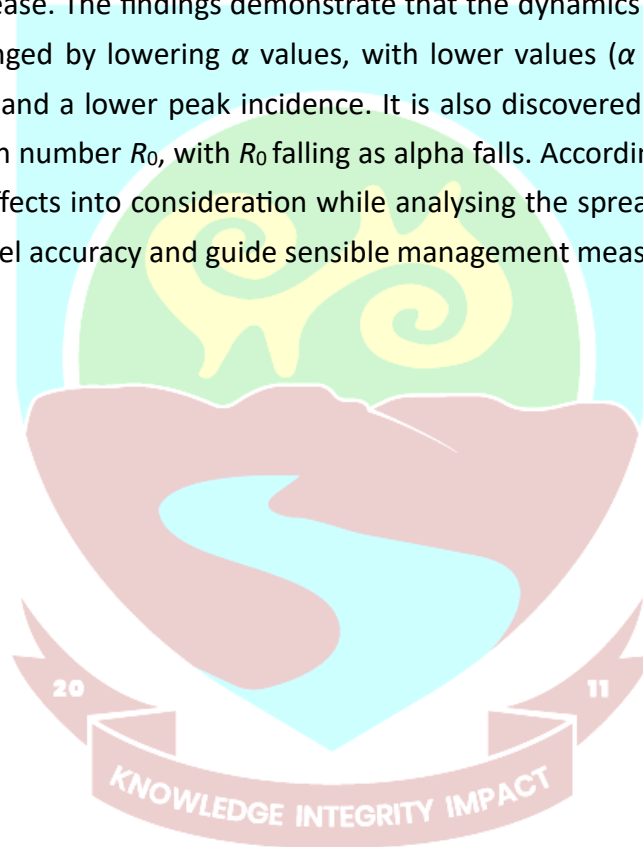 ease. The findings demonstrate that the dynamics
nged by lowering α values, with lower values (α
and a lower peak incidence. It is also discovered
n number R₀, with R₀ falling as alpha falls. Accordin
ffects into consideration while analysing the sprea
el accuracy and guide sensible management meas
20
11
KNOWLEDGE INTEGRITY IMPACT